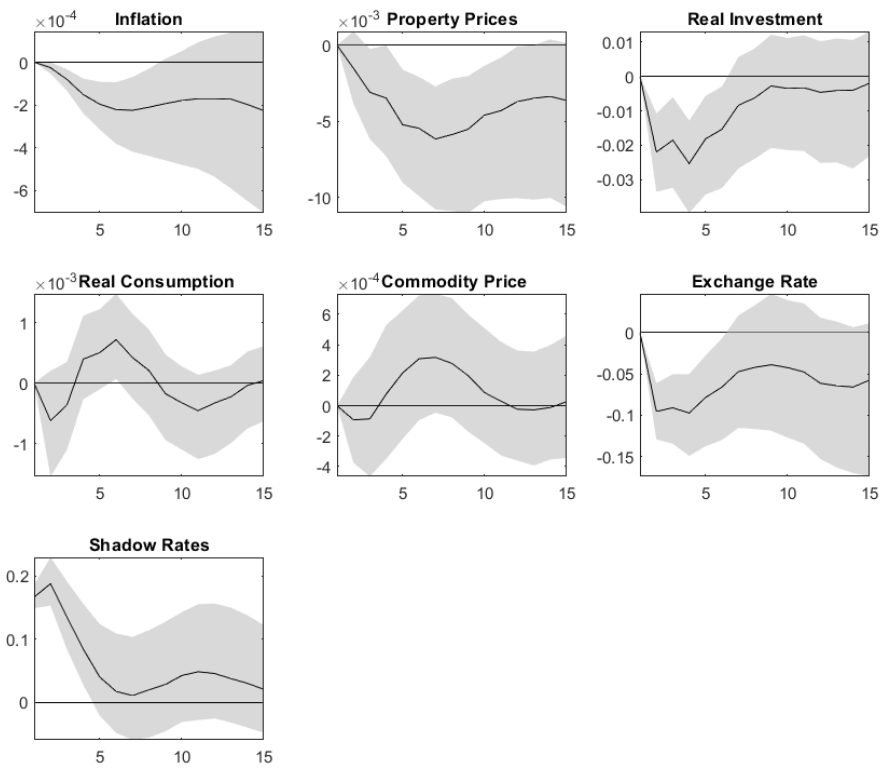 ×10⁻⁴ Inflation
0
-2
-4
-6
5 10 15
×10⁻³ Property Prices
0
-5
-10
5 10 15
Real Investment
0.01
0
-0.01
-0.02
-0.03
5 10 15
×10⁻³ Real Consumption
1
0
-1
5 10 15
×10⁻⁴ Commodity Price
6
4
2
0
-2
-4
5 10 15
Exchange Rate
0
-0.05
-0.1
-0.15
5 10 15
Shadow Rates
0.2
0.1
0
5 10 15